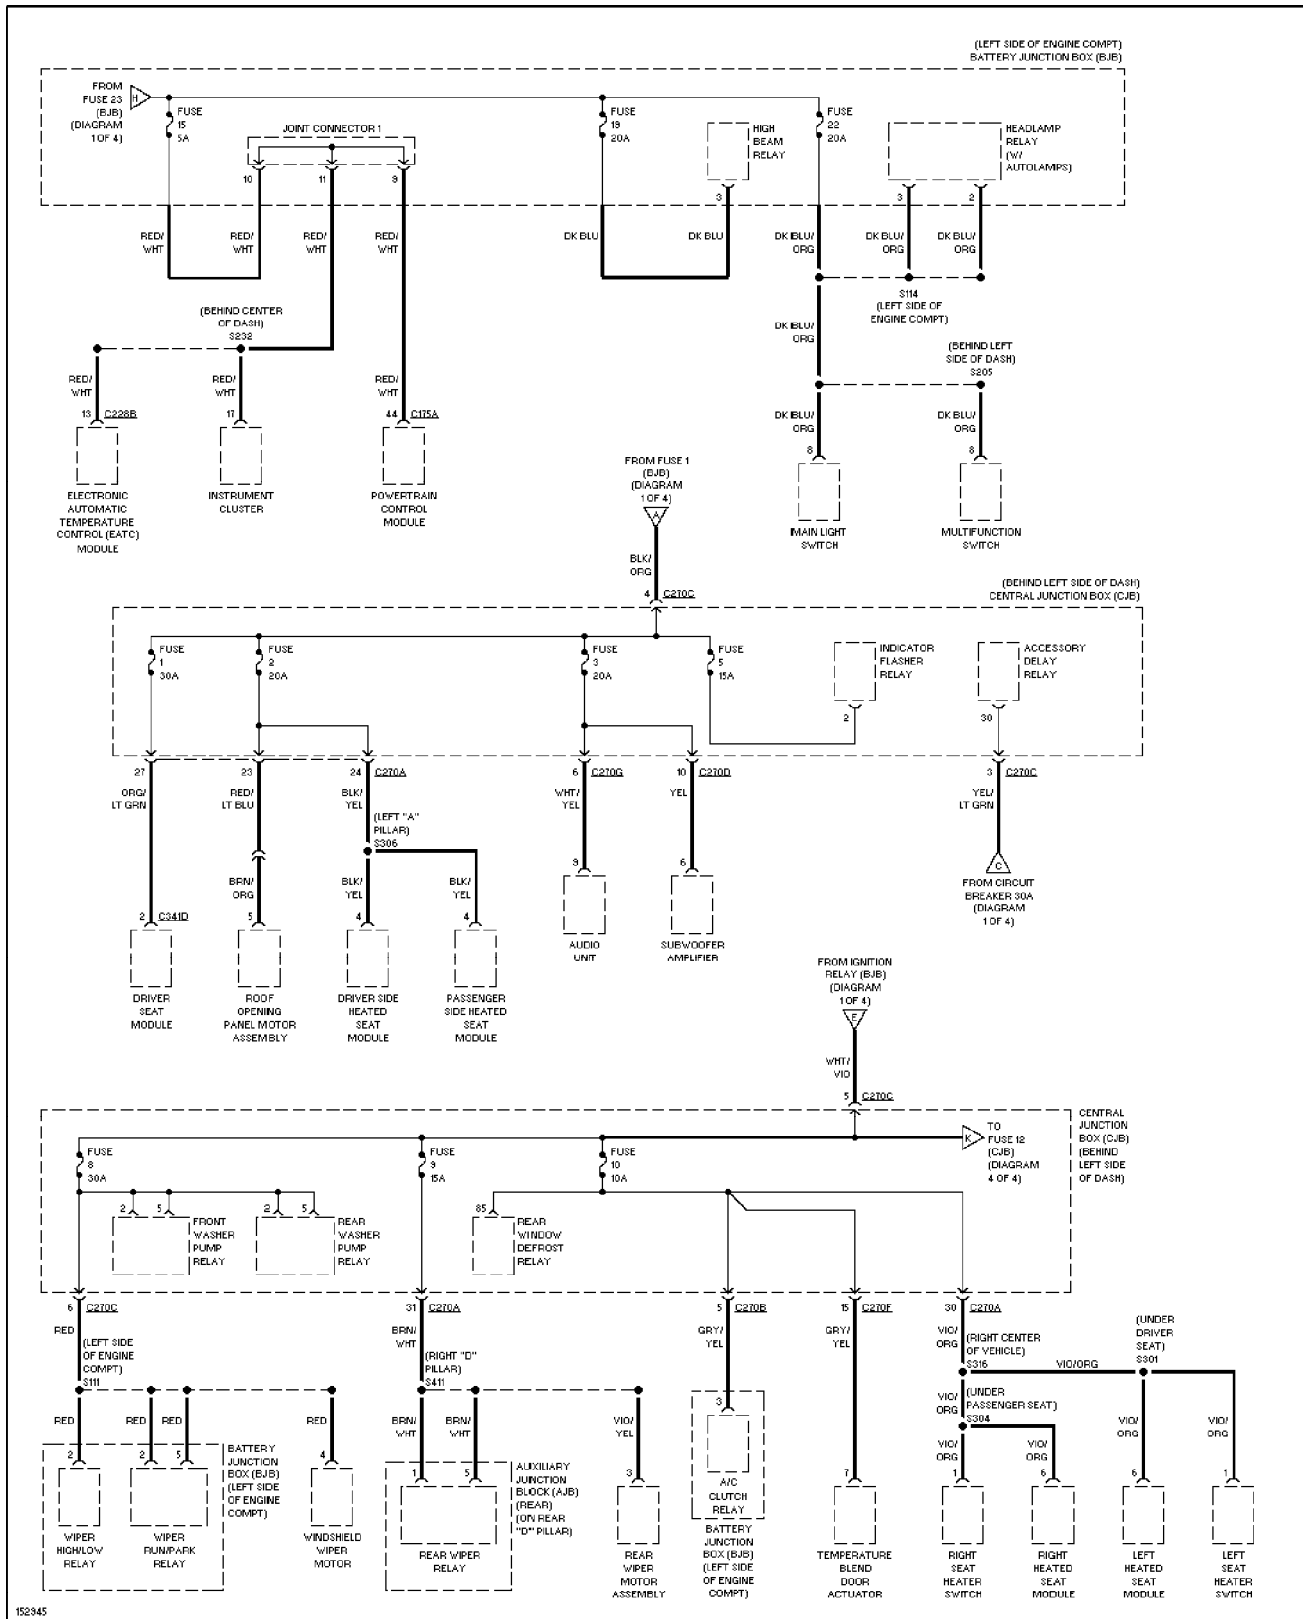 (LEFT SIDE OF ENGINE COMPT)
BATTERY JUNCTION BOX (BJB)
FROM
FUSE 23
(BJB)
(DIAGRAM
1 OF 4)
H
FUSE
15
5A
JOINT CONNECTOR 1
10
11
9
FUSE
19
20A
HIGH
BEAM
RELAY
3
FUSE
22
20A
HEADLAMP
RELAY
(W/
AUTOLAMPS)
3
2
RED/
WHT
RED/
WHT
RED/
WHT
RED/
WHT
DK BLU
DK BLU
DK BLU/
ORG
DK BLU/
ORG
DK BLU/
ORG
S114
(LEFT SIDE OF
ENGINE COMPT)
(BEHIND CENTER
OF DASH)
S232
DK BLU/
ORG
(BEHIND LEFT
SIDE OF DASH)
S205
RED/
WHT
RED/
WHT
RED/
WHT
13
C228B
17
44
C175A
DK BLU/
ORG
DK BLU/
ORG
8
8
ELECTRONIC
AUTOMATIC
TEMPERATURE
CONTROL (EATC)
MODULE
INSTRUMENT
CLUSTER
POWERTRAIN
CONTROL
MODULE
MAIN LIGHT
SWITCH
MULTIFUNCTION
SWITCH
FROM FUSE 1
(BJB)
(DIAGRAM
1 OF 4)
A
BLK/
ORG
4
C270C
(BEHIND LEFT SIDE OF DASH)
CENTRAL JUNCTION BOX (CJB)
FUSE
1
30A
FUSE
2
20A
FUSE
3
20A
FUSE
5
15A
INDICATOR
FLASHER
RELAY
2
ACCESSORY
DELAY
RELAY
30
27
23
24
C270A
6
C270G
10
C270D
3
C270C
ORG/
LT GRN
RED/
LT BLU
BLK/
YEL
WHT/
YEL
YEL
YEL/
LT GRN
(LEFT "A"
PILLAR)
S306
BRN/
ORG
BLK/
YEL
BLK/
YEL
9
6
C
FROM CIRCUIT
BREAKER 30A
(DIAGRAM
1 OF 4)
2
C341D
5
4
4
AUDIO
UNIT
SUBWOOFER
AMPLIFIER
DRIVER
SEAT
MODULE
ROOF
OPENING
PANEL MOTOR
ASSEMBLY
DRIVER SIDE
HEATED
SEAT
MODULE
PASSENGER
SIDE HEATED
SEAT
MODULE
FROM IGNITION
RELAY (BJB)
(DIAGRAM
1 OF 4)
E
WHT/
VIO
5
C270C
CENTRAL
JUNCTION
BOX (CJB)
(BEHIND
LEFT SIDE
OF DASH)
FUSE
8
30A
FUSE
9
15A
FUSE
10
10A
K
TO
FUSE 12
(CJB)
(DIAGRAM
4 OF 4)
2
5
FRONT
WASHER
PUMP
RELAY
2
5
REAR
WASHER
PUMP
RELAY
85
REAR
WINDOW
DEFROST
RELAY
6
C270C
31
C270A
5
C270B
15
C270F
30
C270A
RED
(LEFT SIDE
OF ENGINE
COMPT)
S111
BRN/
WHT
(RIGHT "D"
PILLAR)
S411
GRY/
YEL
GRY/
YEL
VIO/
ORG
(RIGHT CENTER
OF VEHICLE)
S316
VIO/ORG
(UNDER
DRIVER
SEAT)
S301
RED
RED
RED
RED
BRN/
WHT
BRN/
WHT
VIO/
YEL
VIO/
ORG
(UNDER
PASSENGER SEAT)
S304
VIO/
ORG
VIO/
ORG
VIO/
ORG
VIO/
ORG
2
2
5
BATTERY
JUNCTION
BOX (BJB)
(LEFT SIDE
OF ENGINE
COMPT)
4
1
5
AUXILIARY
JUNCTION
BLOCK (AJB)
(REAR)
(ON REAR
"D" PILLAR)
3
3
A/C
CLUTCH
RELAY
7
1
6
6
1
WIPER
HIGH/LOW
RELAY
WIPER
RUN/PARK
RELAY
WINDSHIELD
WIPER
MOTOR
REAR WIPER
RELAY
REAR
WIPER
MOTOR
ASSEMBLY
BATTERY
JUNCTION
BOX (BJB)
(LEFT SIDE
OF ENGINE
COMPT)
TEMPERATURE
BLEND
DOOR
ACTUATOR
RIGHT
SEAT
HEATER
SWITCH
RIGHT
HEATED
SEAT
MODULE
LEFT
HEATED
SEAT
MODULE
LEFT
SEAT
HEATER
SWITCH
152945